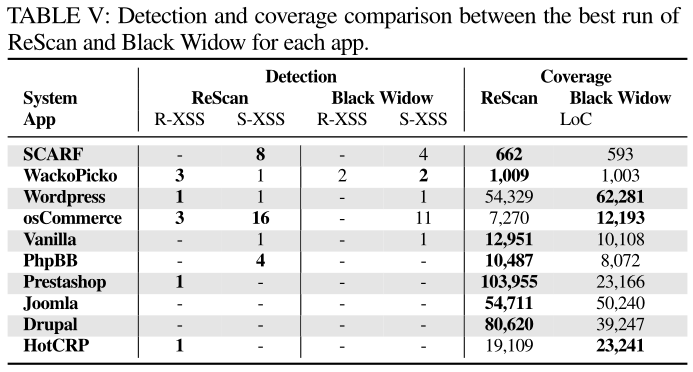 TABLE V: Detection and coverage comparison between the best run of
ReScan and Black Widow for each app.
Detection Coverage
System ReScan Black Widow ReScan Black Widow
App R-XSS S-XSS R-XSS S-XSS LoC
SCARF - 8 - 4 662 593
WackoPicko 3 1 2 2 1,009 1,003
Wordpress 1 1 - 1 54,329 62,281
osCommerce 3 16 - 11 7,270 12,193
Vanilla - 1 - 1 12,951 10,108
PhpBB - 4 - - 10,487 8,072
Prestashop 1 - - - 103,955 23,166
Joomla - - - - 54,711 50,240
Drupal - - - - 80,620 39,247
HotCRP 1 - - - 19,109 23,241